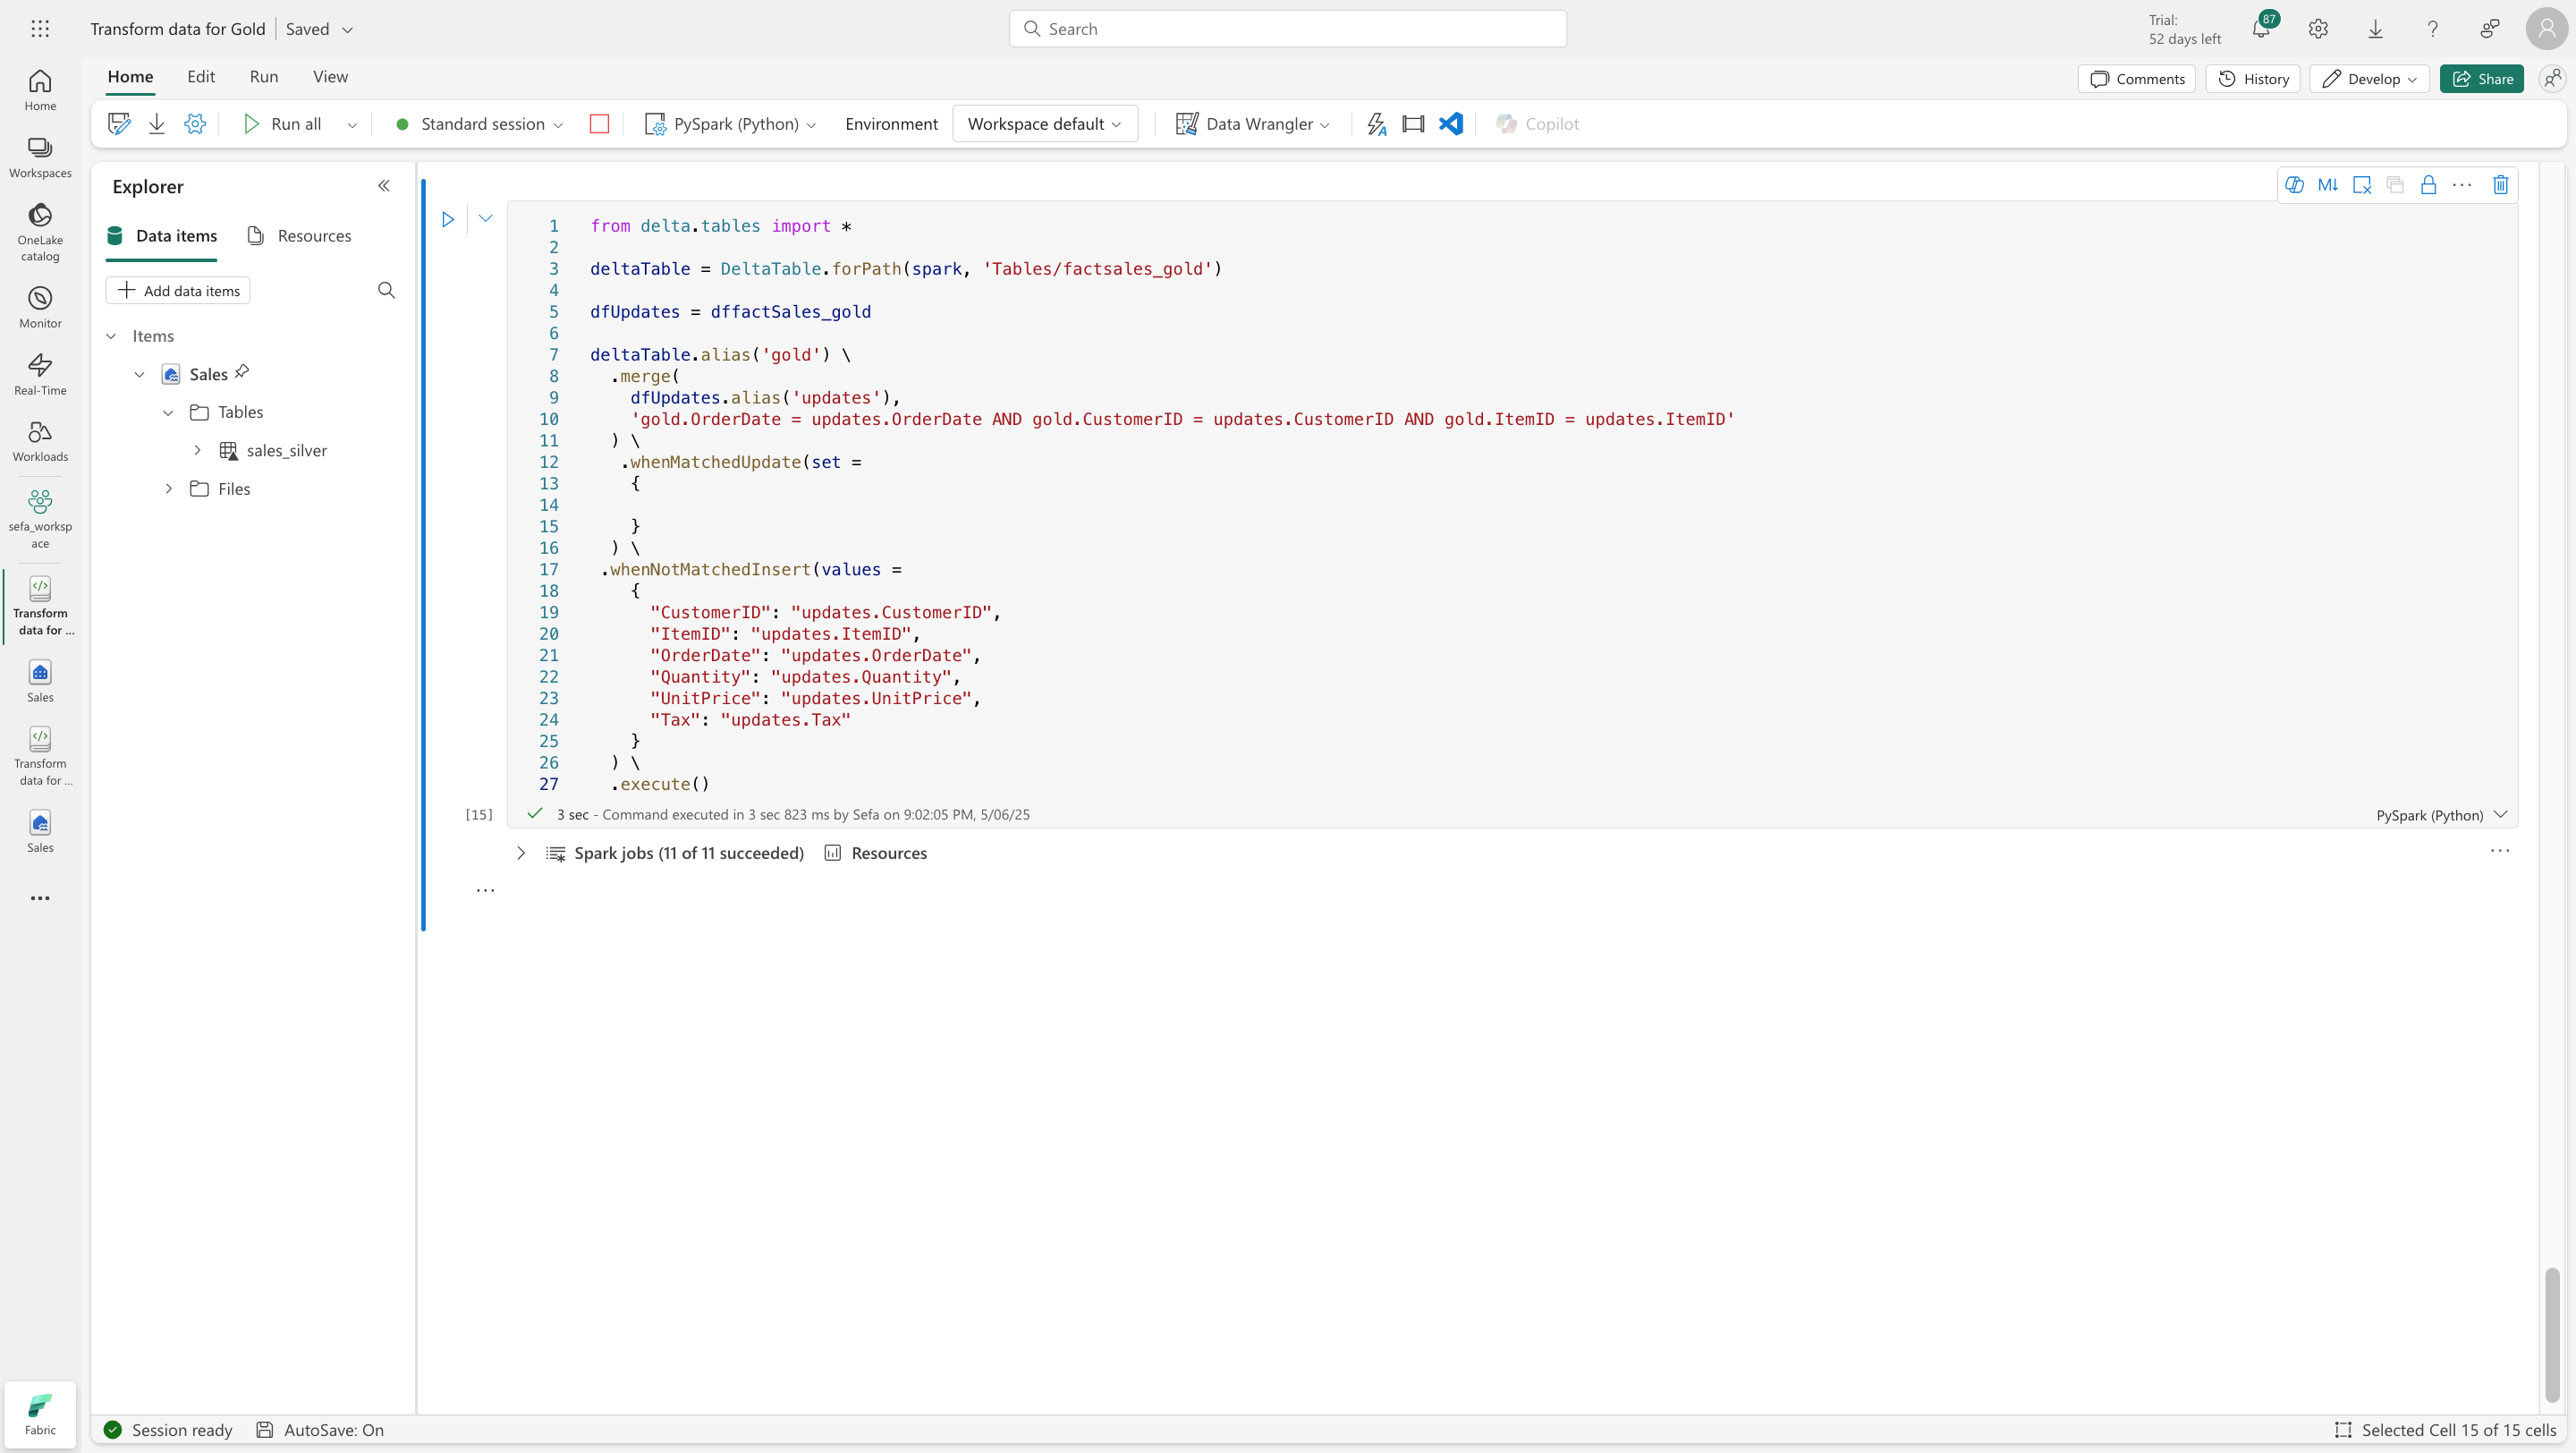 Transform data for Gold
Saved
Search
Trial:
52 days left
87
Home
Edit
Run
View
Comments
History
Develop
Share
Run all
Standard session
PySpark (Python)
Environment
Workspace default
Data Wrangler
Copilot
Home
Workspaces
OneLake
catalog
Monitor
Real-Time
Workloads
sefa_worksp
ace
Transform
data for ...
Sales
Transform
data for ...
Sales
Fabric
Explorer
Data items
Resources
Add data items
Items
Sales
Tables
sales_silver
Files
M↓
1 from delta.tables import *
2
3 deltaTable = DeltaTable.forPath(spark, 'Tables/factsales_gold')
4
5 dfUpdates = dffactSales_gold
6
7 deltaTable.alias('gold') \
8 .merge(
9 dfUpdates.alias('updates'),
10 'gold.OrderDate = updates.OrderDate AND gold.CustomerID = updates.CustomerID AND gold.ItemID = updates.ItemID'
11 ) \
12 .whenMatchedUpdate(set =
13 {
14
15 }
16 ) \
17 .whenNotMatchedInsert(values =
18 {
19 "CustomerID": "updates.CustomerID",
20 "ItemID": "updates.ItemID",
21 "OrderDate": "updates.OrderDate",
22 "Quantity": "updates.Quantity",
23 "UnitPrice": "updates.UnitPrice",
24 "Tax": "updates.Tax"
25 }
26 ) \
27 .execute()
[15]
3 sec - Command executed in 3 sec 823 ms by Sefa on 9:02:05 PM, 5/06/25
PySpark (Python)
Spark jobs (11 of 11 succeeded)
Resources
Session ready
AutoSave: On
Selected Cell 15 of 15 cells